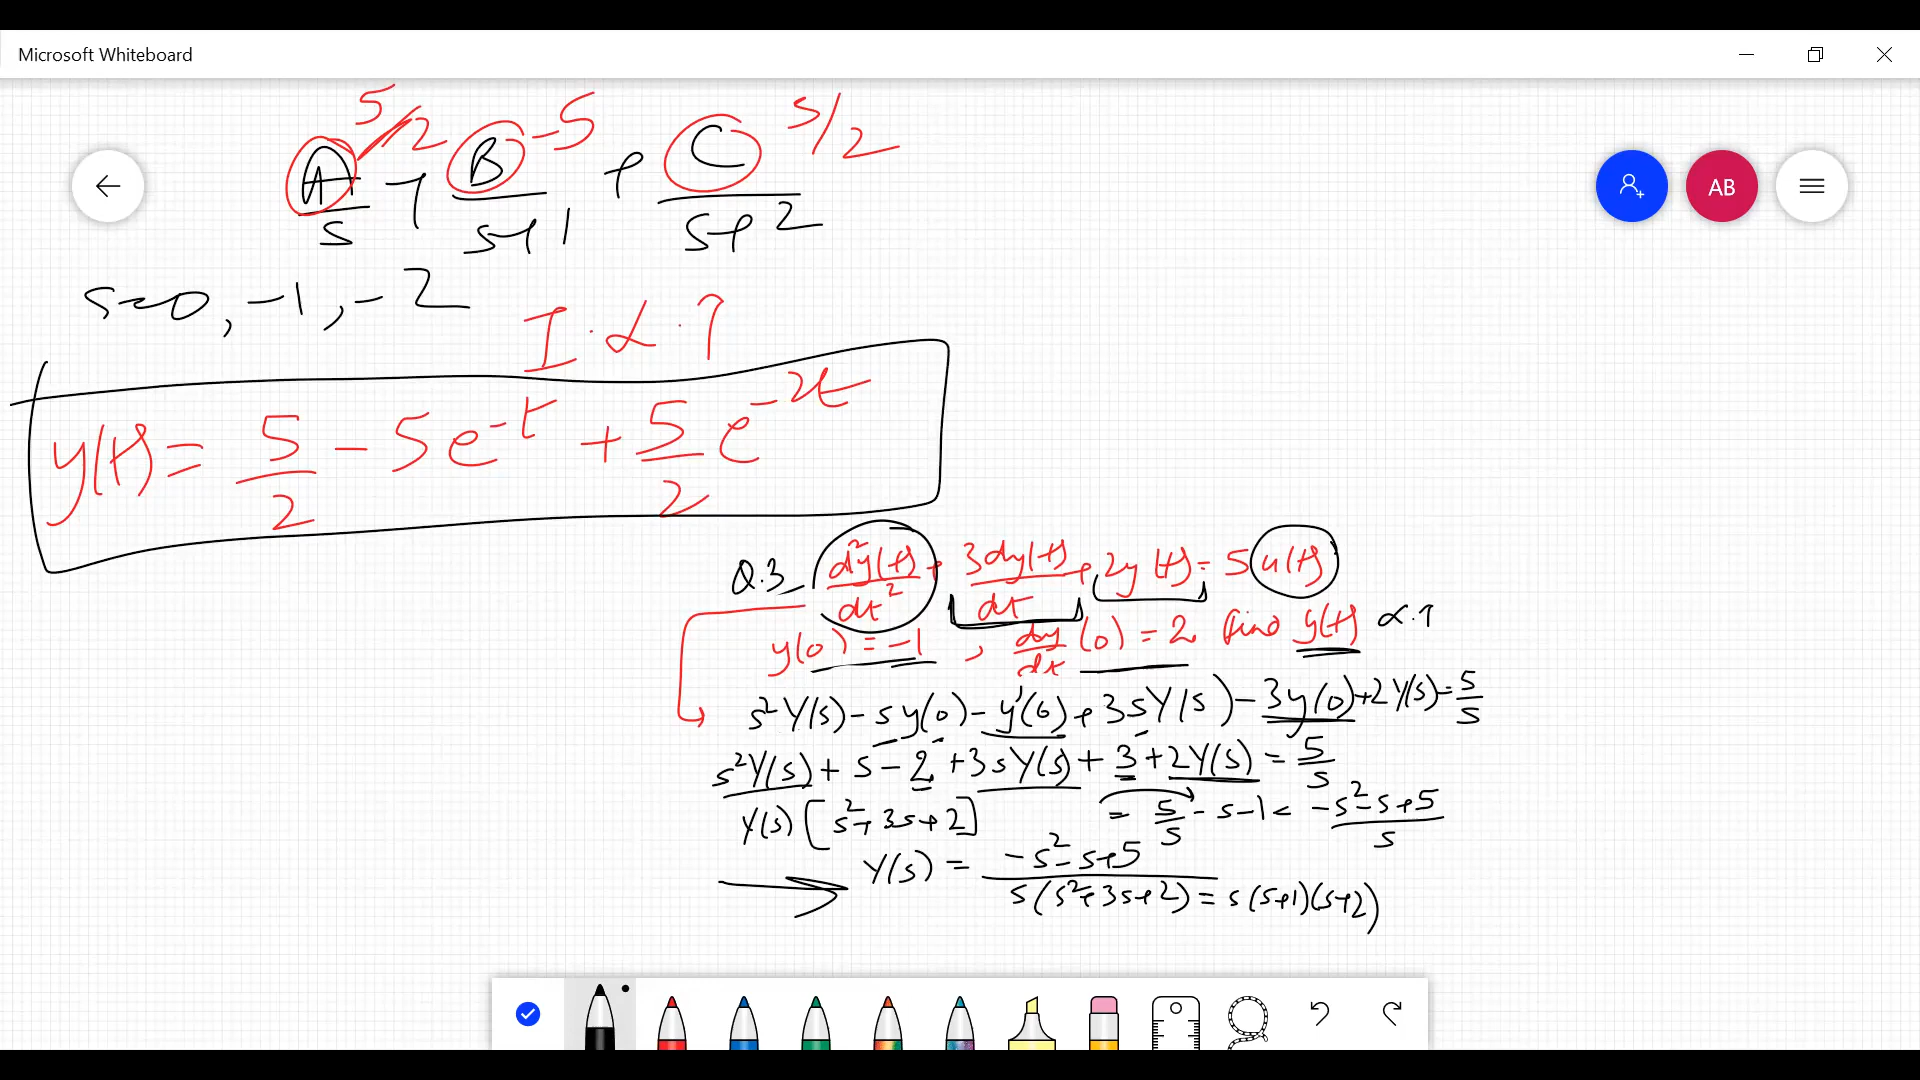 Microsoft Whiteboard
5/2 -5 5/2
A/s + B/s+1 + C/s+2
AB
s=0, -1, -2
I.L.T
y(t) = 5/2 - 5e^-t + 5/2 e^-2t
Q.3 d²y(t)/dt² + 3dy(t)/dt + 2y(t) = 5u(t)
y(0) = -1, dy/dt (0) = 2 find y(t) L.T
s²Y(s) - sy(0) - y'(0) + 3sY(s) - 3y(0) + 2Y(s) = 5/s
s²Y(s) + s - 2 + 3sY(s) + 3 + 2Y(s) = 5/s
Y(s)[s²+3s+2] = 5/s - s - 1 = -s²-s+5/s
Y(s) = -s²-s+5/s(s²+3s+2) = s(s+1)(s+2)